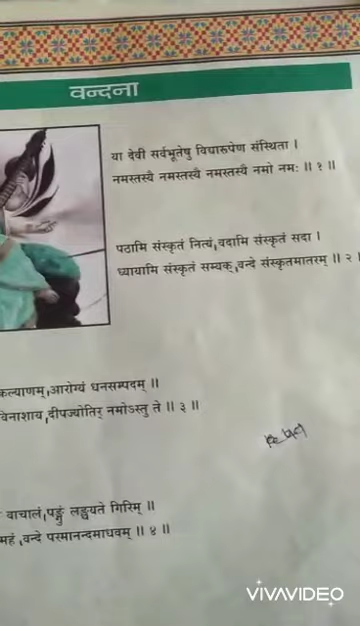 वन्दना
या देवी सर्वभूतेषु विद्यारुपेण संस्थिता ।
नमस्तस्यै नमस्तस्यै नमस्तस्यै नमो नमः ॥ १ ॥
पठामि संस्कृतं नित्यं, वदामि संस्कृतं सदा ।
ध्यायामि संस्कृतं सम्यक्, वन्दे संस्कृतमातरम् ॥ २ ।
कल्याणम्, आरोग्यं धनसम्पदम् ॥
विनाशाय, दीपज्योतिर् नमोऽस्तु ते ॥ ३ ॥
वाचालं, पङ्गुं लङ्घयते गिरिम् ॥
महं, वन्दे परमानन्दमाधवम् ॥ ४ ॥
VIVAVIDEO